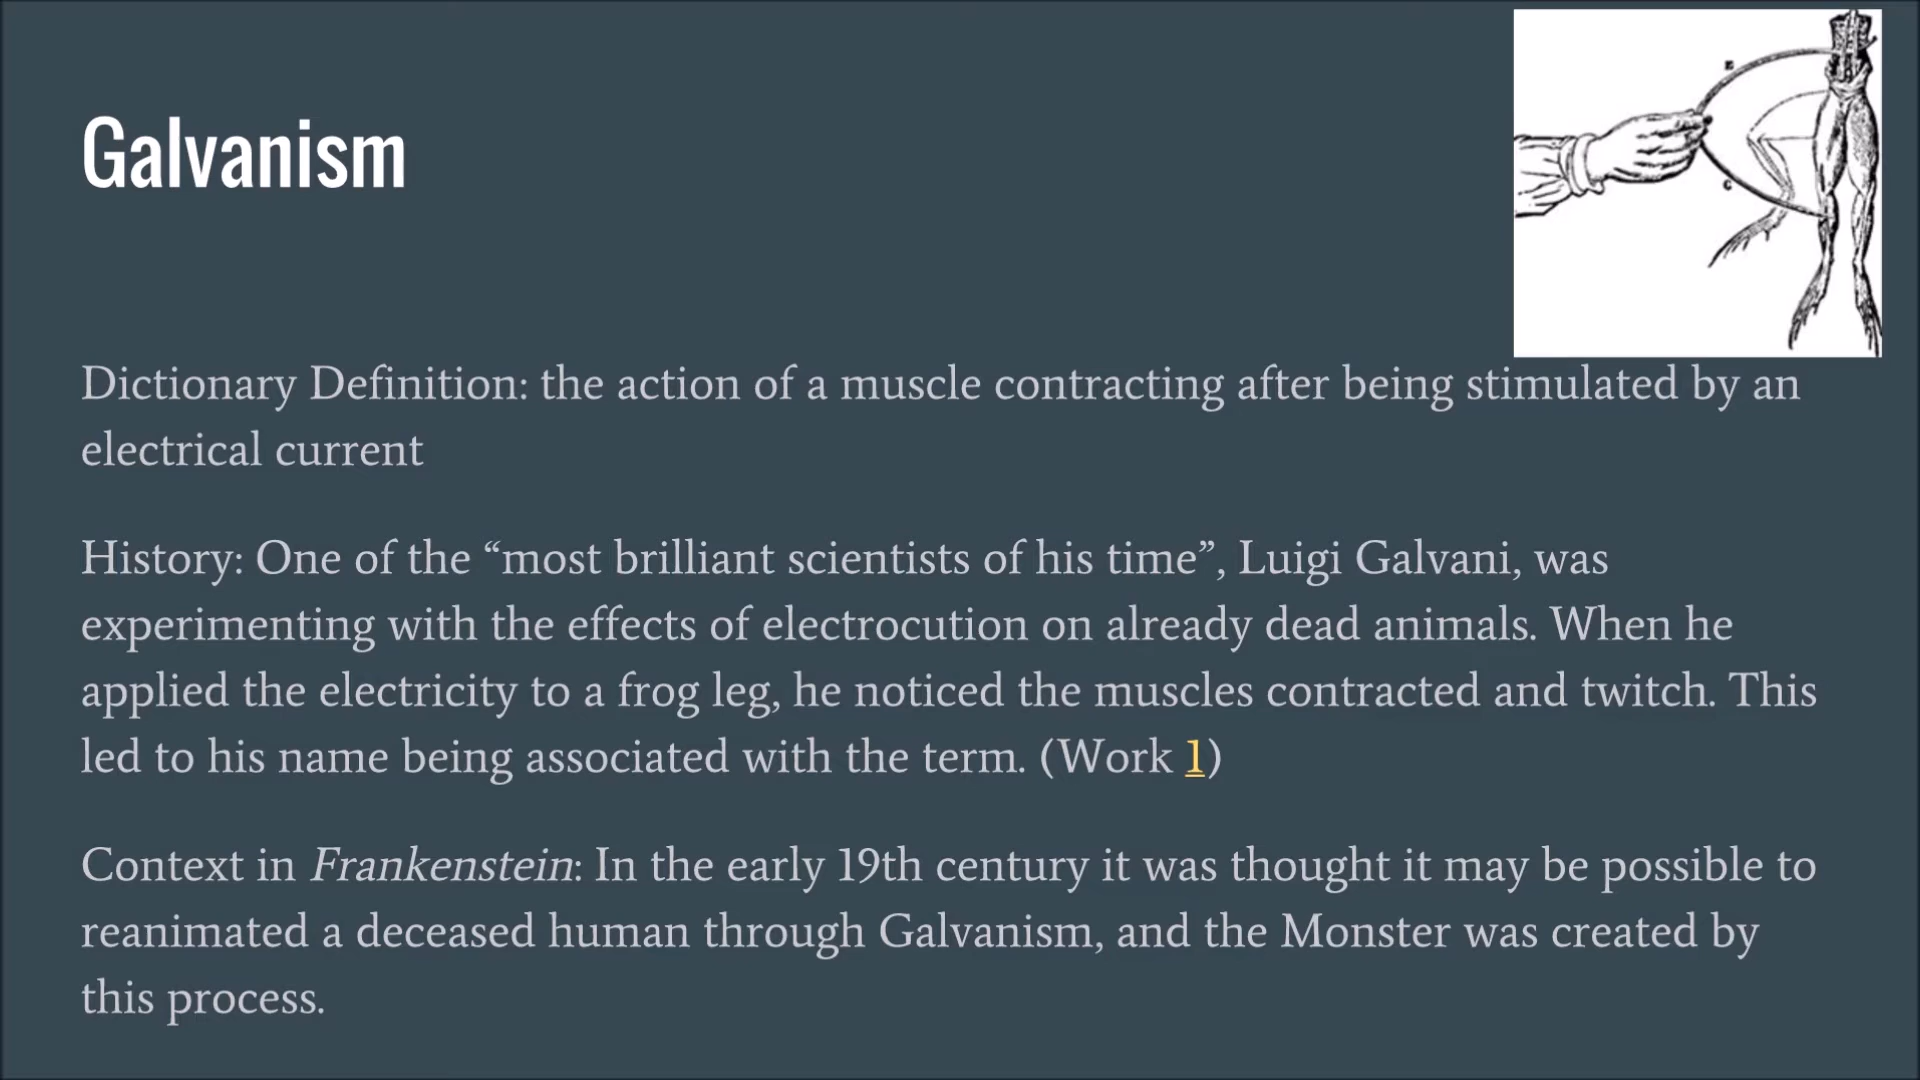 Galvanism
Z
C
Dictionary Definition: the action of a muscle contracting after being stimulated by an
electrical current
History: One of the “most brilliant scientists of his time”, Luigi Galvani, was
experimenting with the effects of electrocution on already dead animals. When he
applied the electricity to a frog leg, he noticed the muscles contracted and twitch. This
led to his name being associated with the term. (Work 1)
Context in Frankenstein: In the early 19th century it was thought it may be possible to
reanimated a deceased human through Galvanism, and the Monster was created by
this process.